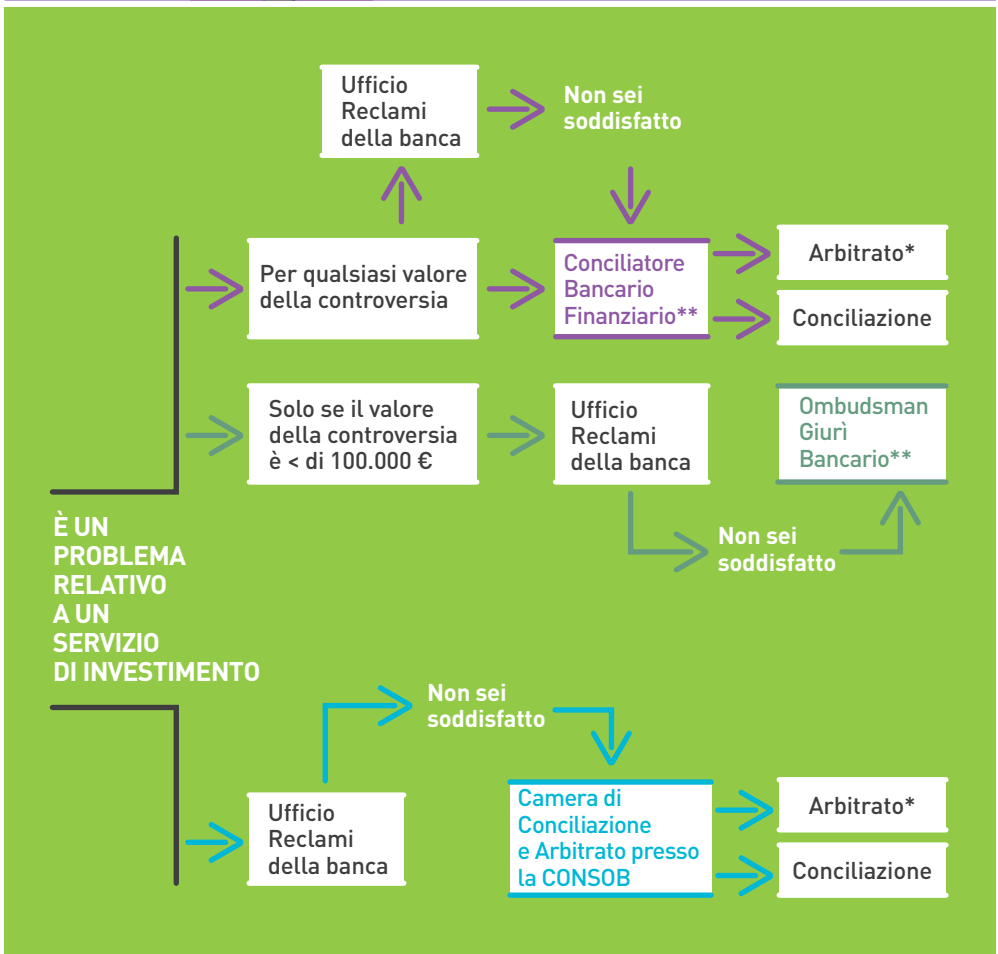 Ufficio
Reclami
della banca
Non sei
soddisfatto
Per qualsiasi valore
della controversia
Conciliatore
Bancario
Finanziario**
Arbitrato*
Conciliazione
Solo se il valore
della controversia
è < di 100.000 €
Ufficio
Reclami
della banca
Ombudsman
Giurì
Bancario**
Non sei
soddisfatto
È UN
PROBLEMA
RELATIVO
A UN
SERVIZIO
DI INVESTIMENTO
Non sei
soddisfatto
Ufficio
Reclami
della banca
Camera di
Conciliazione
e Arbitrato presso
la CONSOB
Arbitrato*
Conciliazione